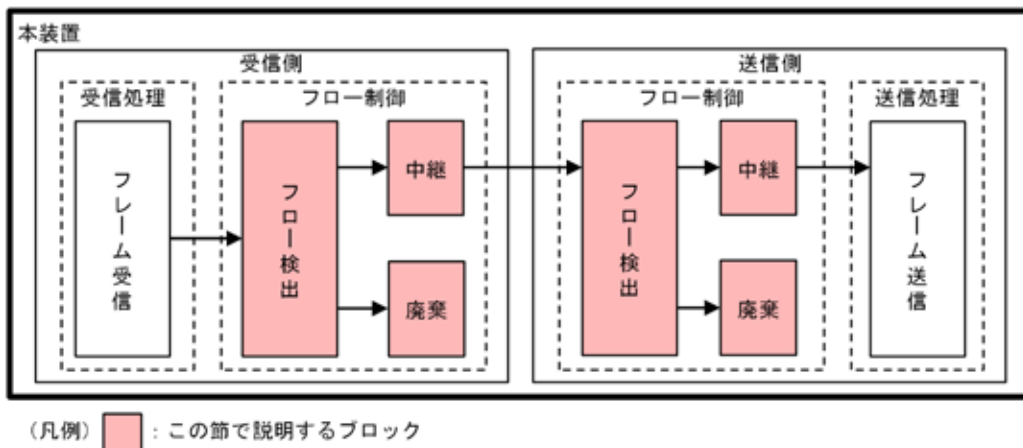 本装置
受信側
送信側
受信処理
フロー制御
フロー制御
送信処理
フレーム受信
フロー検出
中継
廃棄
フロー検出
中継
廃棄
フレーム送信
（凡例） ：この節で説明するブロック